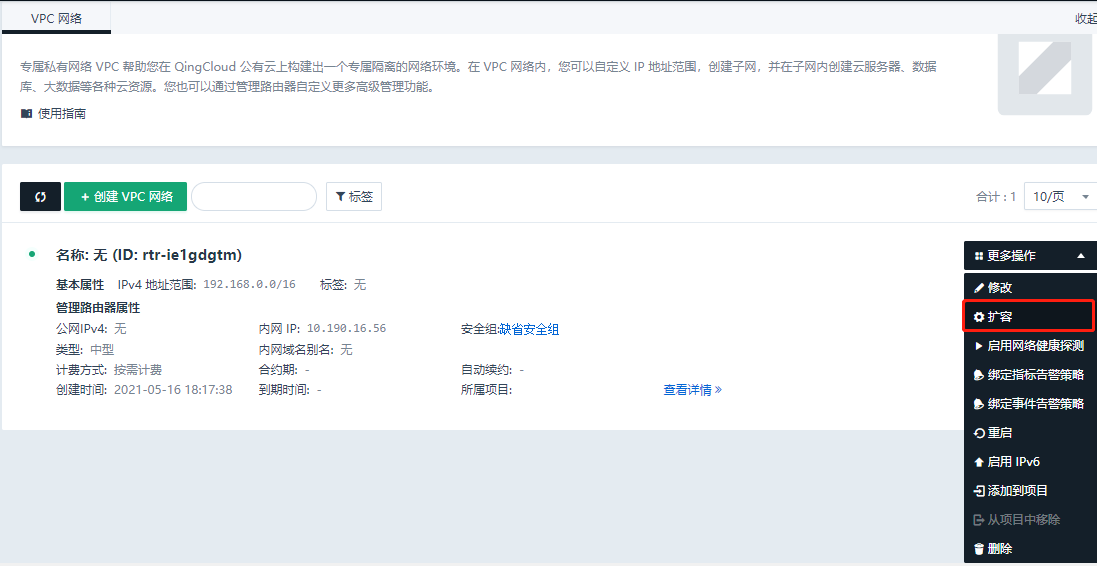 VPC 网络
收起
专属私有网络 VPC 帮助您在 QingCloud 公有云上构建出一个专属隔离的网络环境。在 VPC 网络内，您可以自定义 IP 地址范围，创建子网，并在子网内创建云服务器、数据
库、大数据等各种云资源。您也可以通过管理路由器自定义更多高级管理功能。
使用指南
+ 创建 VPC 网络
标签
合计 : 1
10/页
名称: 无 (ID: rtr-ie1gdgtm)
基本属性 IPv4 地址范围: 192.168.0.0/16 标签: 无
管理路由器属性
公网IPv4: 无 内网 IP: 10.190.16.56 安全组:缺省安全组
类型: 中型 内网域名别名: 无
计费方式: 按需计费 合约期: - 自动续约: -
创建时间: 2021-05-16 18:17:38 到期时间: - 所属项目: 查看详情 »
更多操作
修改
扩容
启用网络健康探测
绑定指标告警策略
绑定事件告警策略
重启
启用 IPv6
添加到项目
从项目中移除
删除